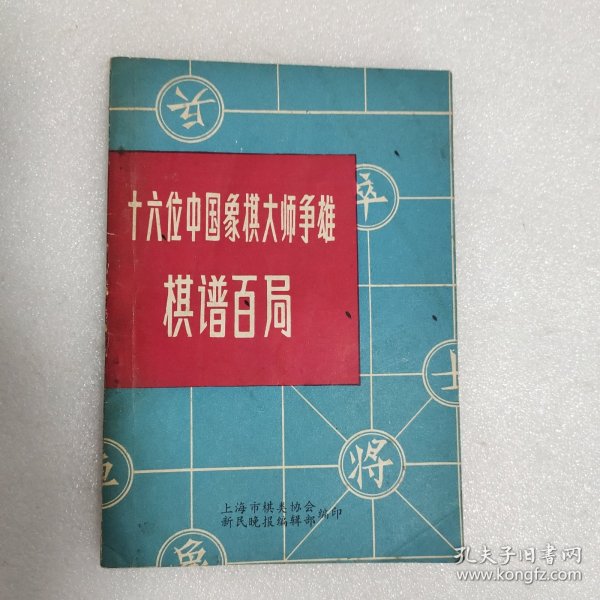 兵
十六位中国象棋大师争雄
卒
棋谱百局
士
将
上海市棋类协会
新民晚报编辑部 编印
象
孔夫子旧书网
www.kongfz.com